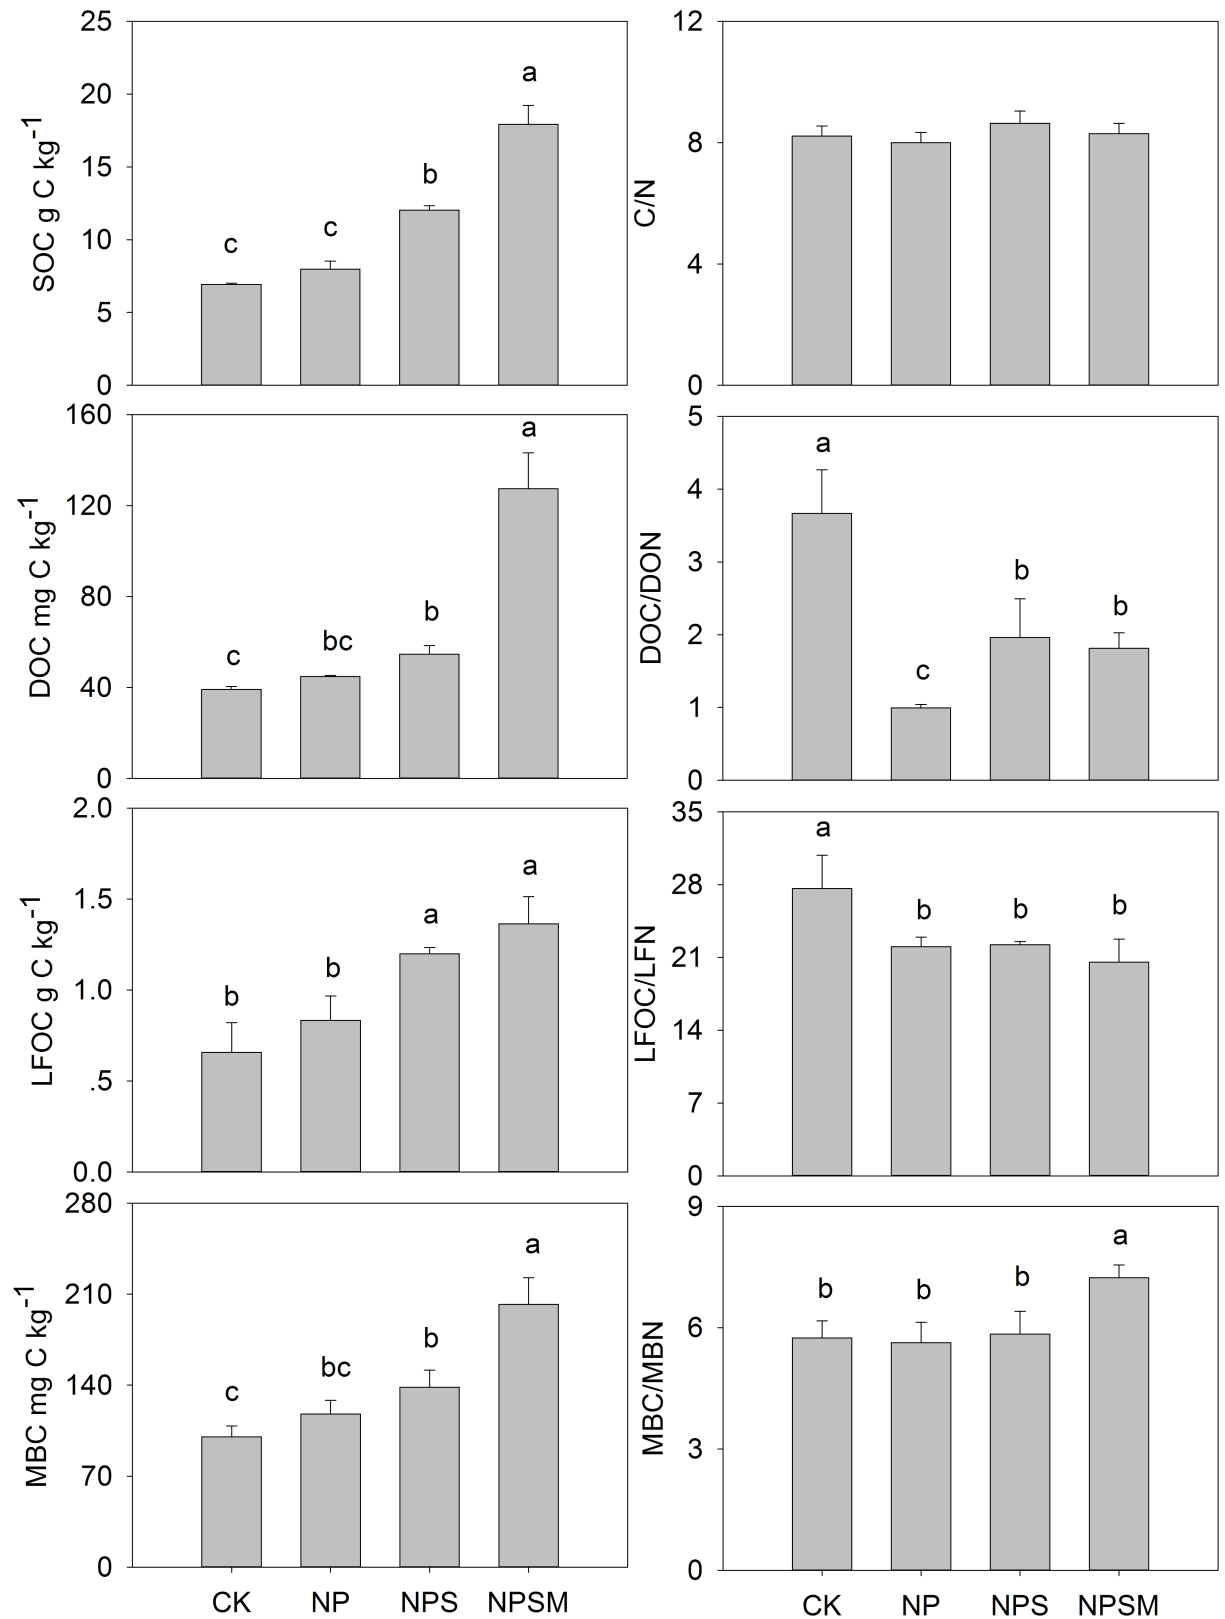 SOC g C kg-1
25
20
15
10
5
0
c
c
b
a
C/N
12
8
4
0
DOC mg C kg-1
160
120
80
40
0
c
bc
b
a
DOC/DON
5
4
3
2
1
0
a
c
b
b
LFOC g C kg-1
2.0
1.5
1.0
.5
0.0
b
b
a
a
LFOC/LFN
35
28
21
14
7
0
a
b
b
b
MBC mg C kg-1
280
210
140
70
0
c
bc
b
a
CK NP NPS NPSM
MBC/MBN
9
6
3
0
b
b
b
a
CK NP NPS NPSM